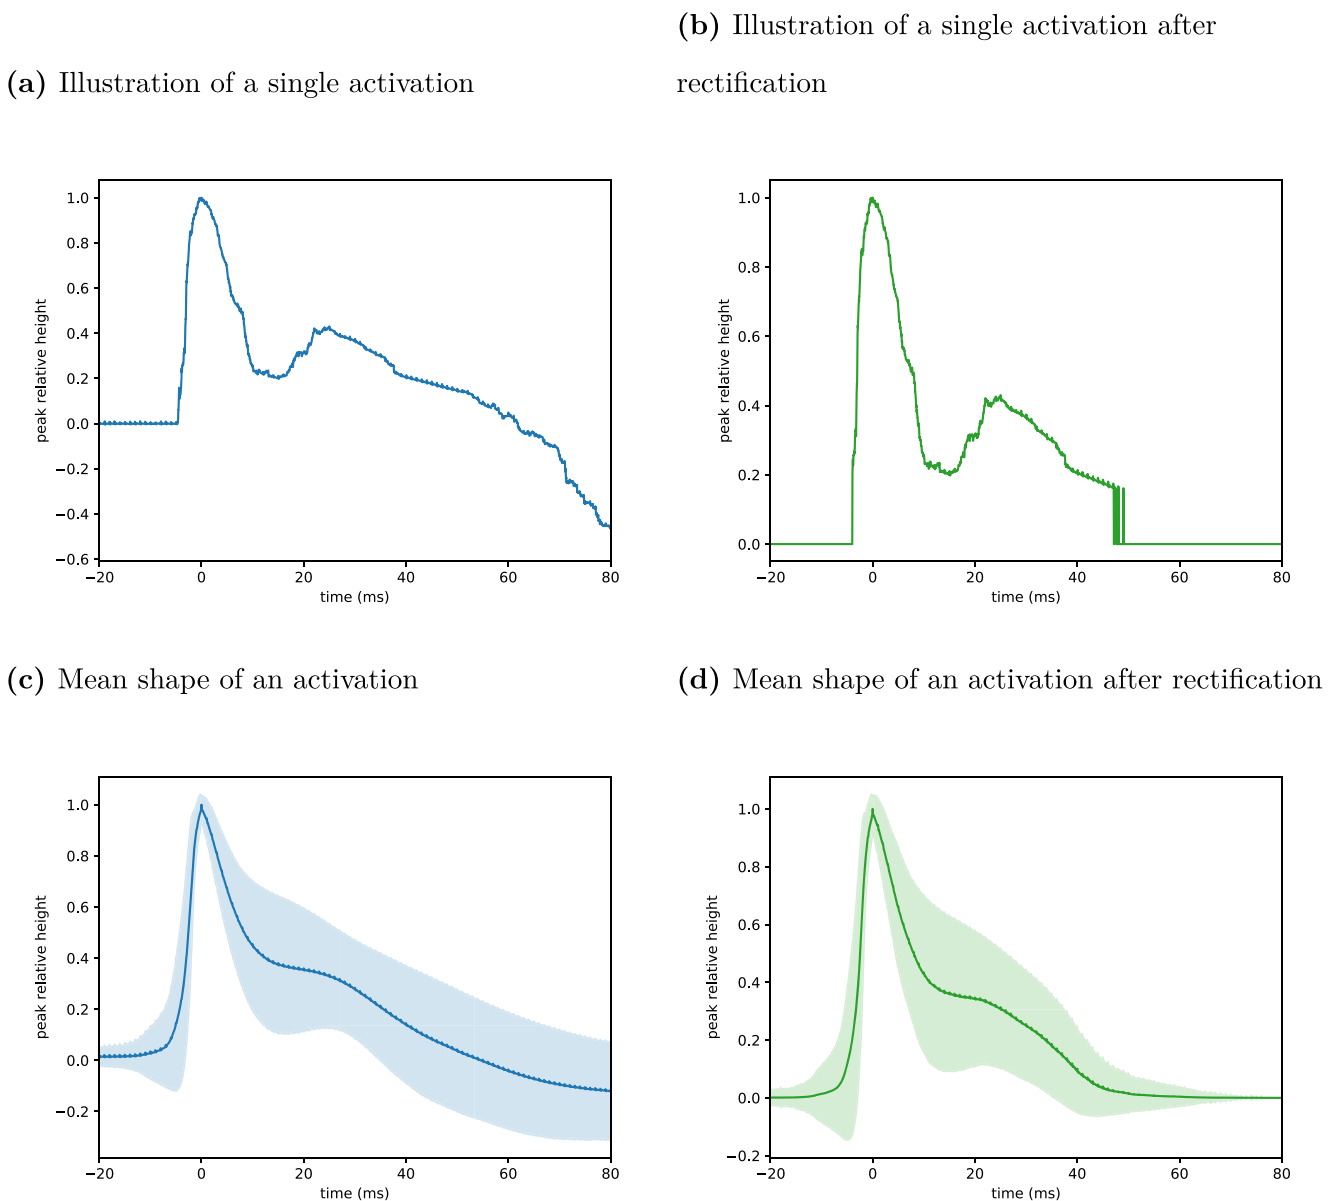 (b) Illustration of a single activation after
(a) Illustration of a single activation
rectification
1.0
0.8
0.6
0.4
0.2
0.0
−0.2
−0.4
−0.6
peak relative height
−20 0 20 40 60 80
time (ms)
1.0
0.8
0.6
0.4
0.2
0.0
peak relative height
−20 0 20 40 60 80
time (ms)
(c) Mean shape of an activation
(d) Mean shape of an activation after rectification
1.0
0.8
0.6
0.4
0.2
0.0
−0.2
peak relative height
−20 0 20 40 60 80
time (ms)
1.0
0.8
0.6
0.4
0.2
0.0
−0.2
peak relative height
−20 0 20 40 60 80
time (ms)